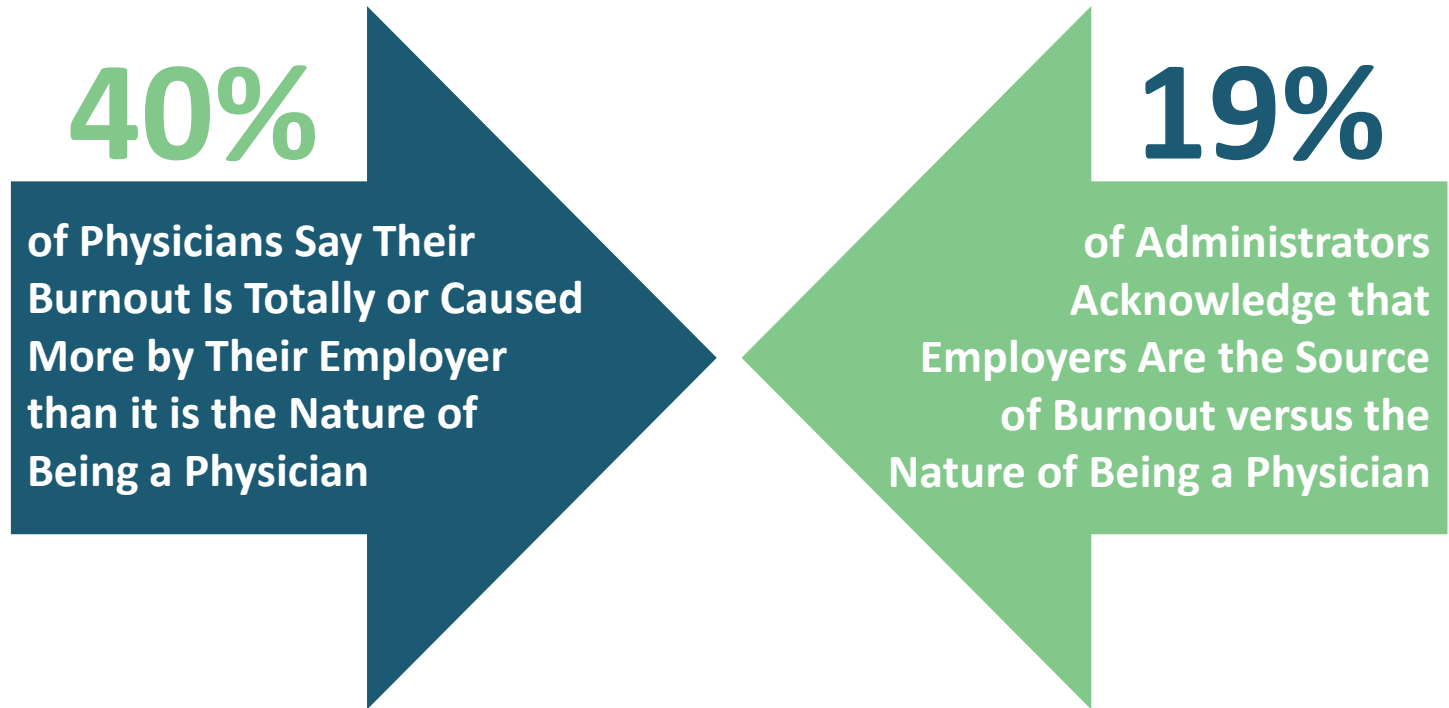 40%
of Physicians Say Their
Burnout Is Totally or Caused
More by Their Employer
than it is the Nature of
Being a Physician
19%
of Administrators
Acknowledge that
Employers Are the Source
of Burnout versus the
Nature of Being a Physician